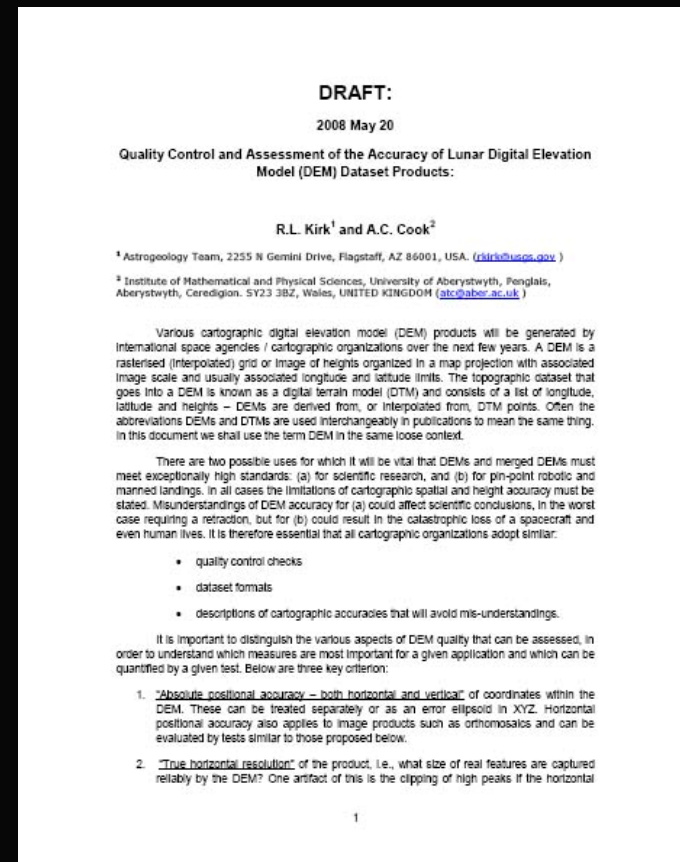 DRAFT:
2008 May 20
Quality Control and Assessment of the Accuracy of Lunar Digital Elevation
Model (DEM) Dataset Products:
R.L. Kirk¹ and A.C. Cook²
¹ Astrogeology Team, 2255 N Gemini Drive, Flagstaff, AZ 86001, USA. (rkirk@usgs.gov )
² Institute of Mathematical and Physical Sciences, University of Aberystwyth, Penglais,
Aberystwyth, Ceredigion. SY23 3BZ, Wales, UNITED KINGDOM (atc@aber.ac.uk )
Various cartographic digital elevation model (DEM) products will be generated by
international space agencies / cartographic organizations over the next few years. A DEM is a
rasterised (interpolated) grid or image of heights organized in a map projection with associated
image scale and usually associated longitude and latitude limits. The topographic dataset that
goes into a DEM is known as a digital terrain model (DTM) and consists of a list of longitude,
latitude and heights – DEMs are derived from, or interpolated from, DTM points. Often the
abbreviations DEMs and DTMs are used interchangeably in publications to mean the same thing.
In this document we shall use the term DEM in the same loose context.
There are two possible uses for which it will be vital that DEMs and merged DEMs must
meet exceptionally high standards: (a) for scientific research, and (b) for pin-point robotic and
manned landings. In all cases the limitations of cartographic spatial and height accuracy must be
stated. Misunderstandings of DEM accuracy for (a) could affect scientific conclusions, in the worst
case requiring a retraction, but for (b) could result in the catastrophic loss of a spacecraft and
even human lives. It is therefore essential that all cartographic organizations adopt similar:
• quality control checks
• dataset formats
• descriptions of cartographic accuracies that will avoid mis-understandings.
It is important to distinguish the various aspects of DEM quality that can be assessed, in
order to understand which measures are most important for a given application and which can be
quantified by a given test. Below are three key criterion:
1. "Absolute positional accuracy – both horizontal and vertical" of coordinates within the
DEM. These can be treated separately or as an error ellipsoid in XYZ. Horizontal
positional accuracy also applies to image products such as orthomosaics and can be
evaluated by tests similar to those proposed below.
2. "True horizontal resolution" of the product, i.e., what size of real features are captured
reliably by the DEM? One artifact of this is the clipping of high peaks if the horizontal
1